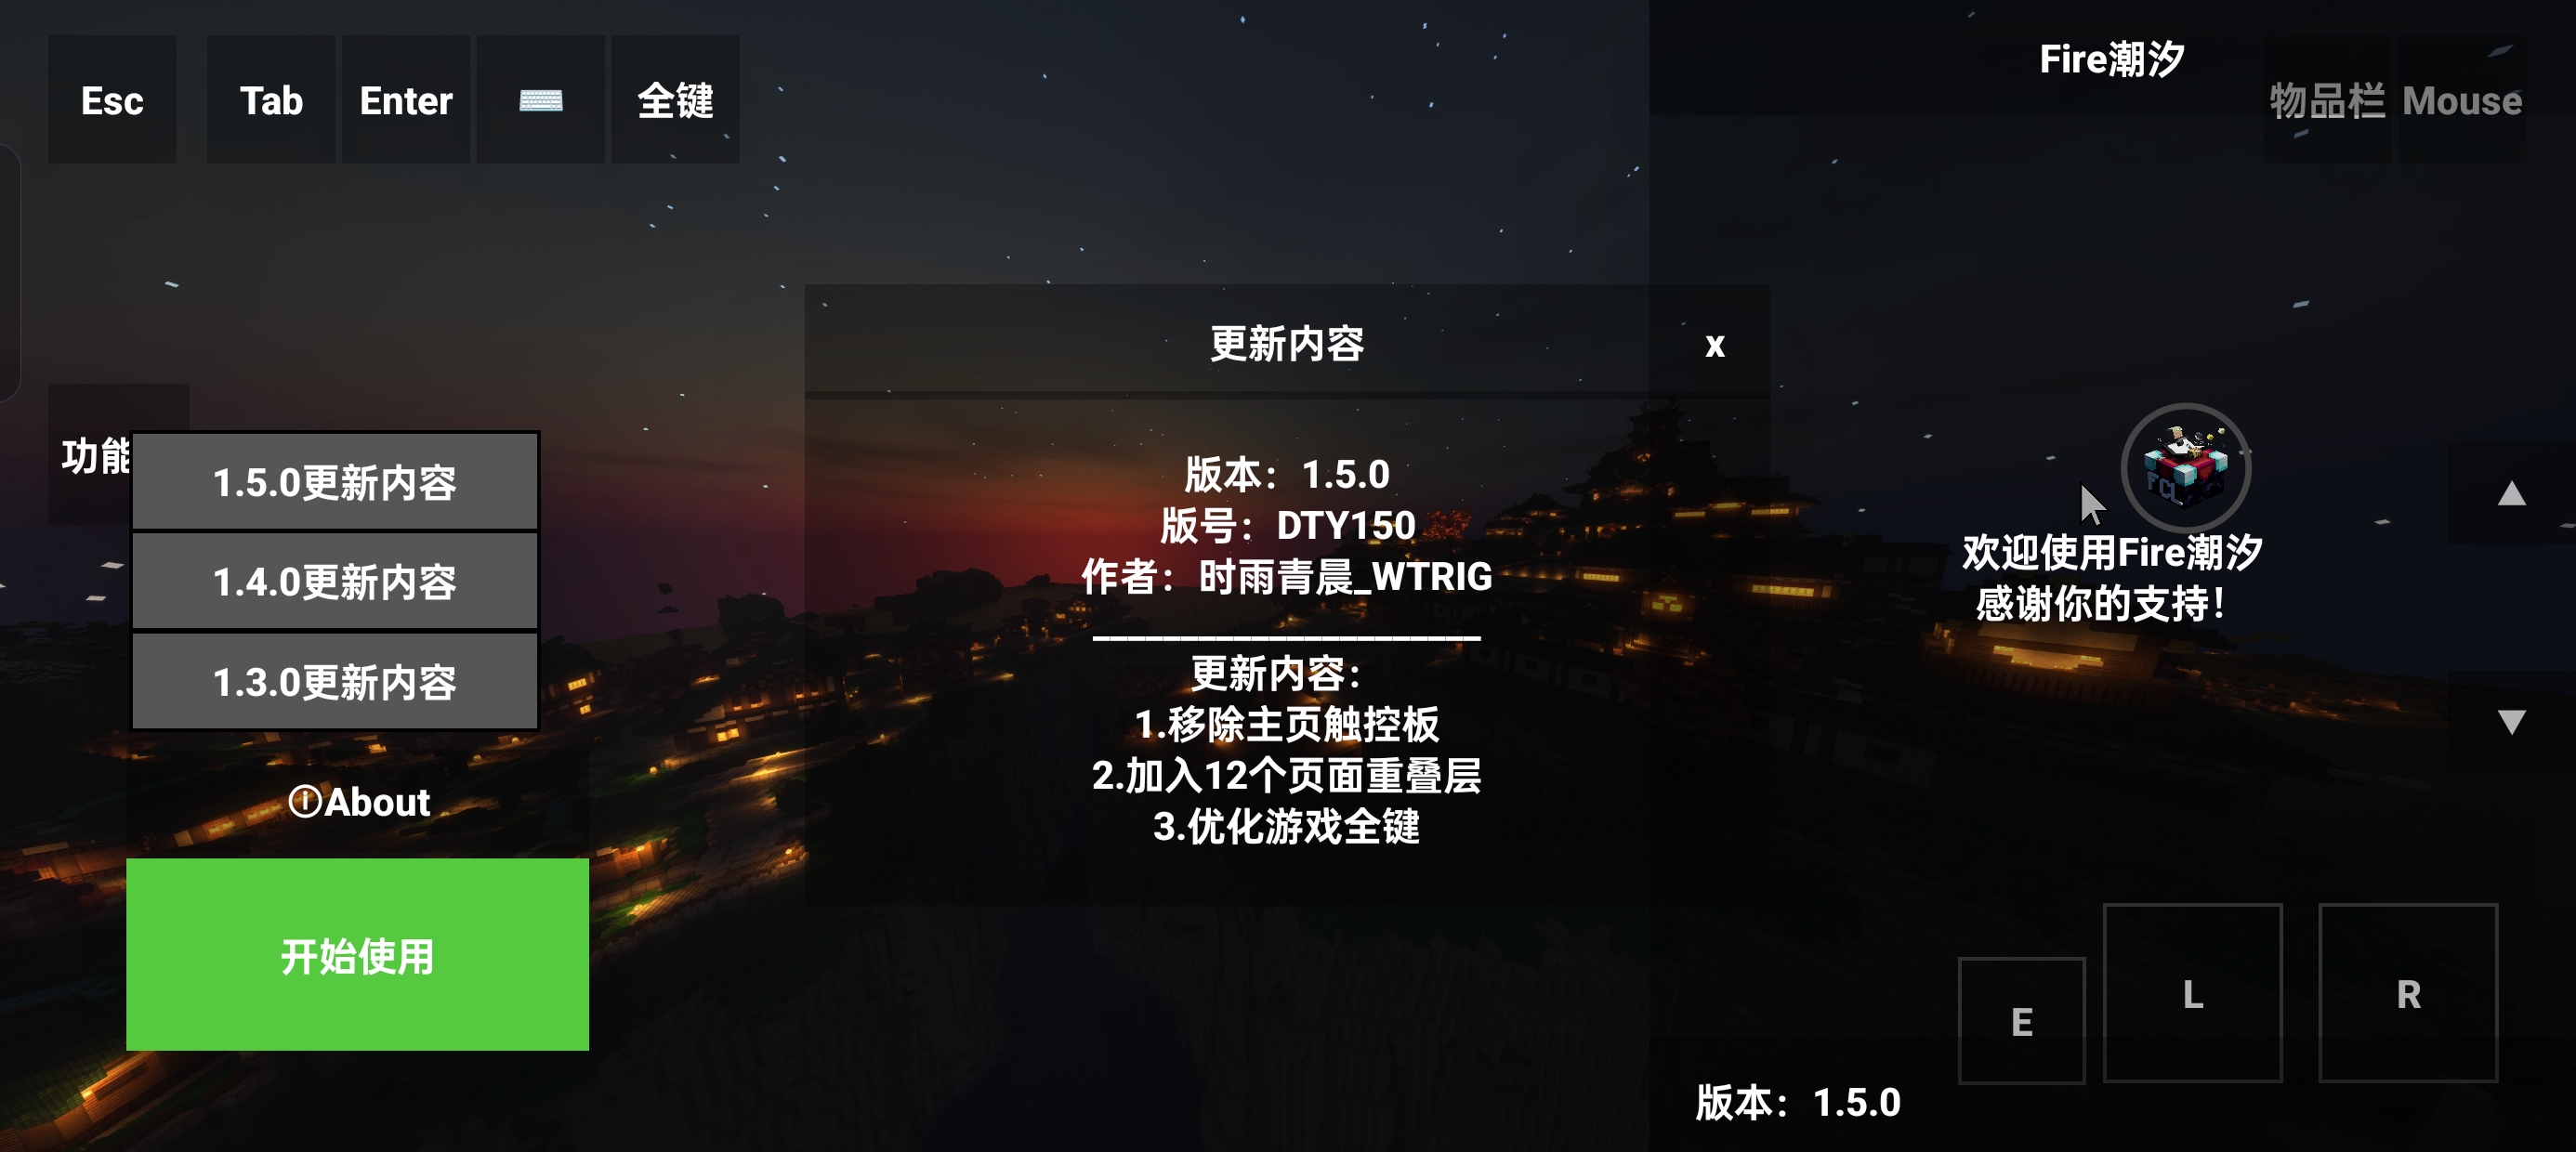 Esc
Tab
Enter
全键
Fire潮汐
物品栏
Mouse
更新内容
x
功能
1.5.0更新内容
1.4.0更新内容
1.3.0更新内容
ⓘAbout
开始使用
版本：1.5.0
版号：DTY150
作者：时雨青晨_WTRIG
____________________
更新内容：
1.移除主页触控板
2.加入12个页面重叠层
3.优化游戏全键
FCL
欢迎使用Fire潮汐
感谢你的支持！
▲
▼
E
L
R
版本：1.5.0